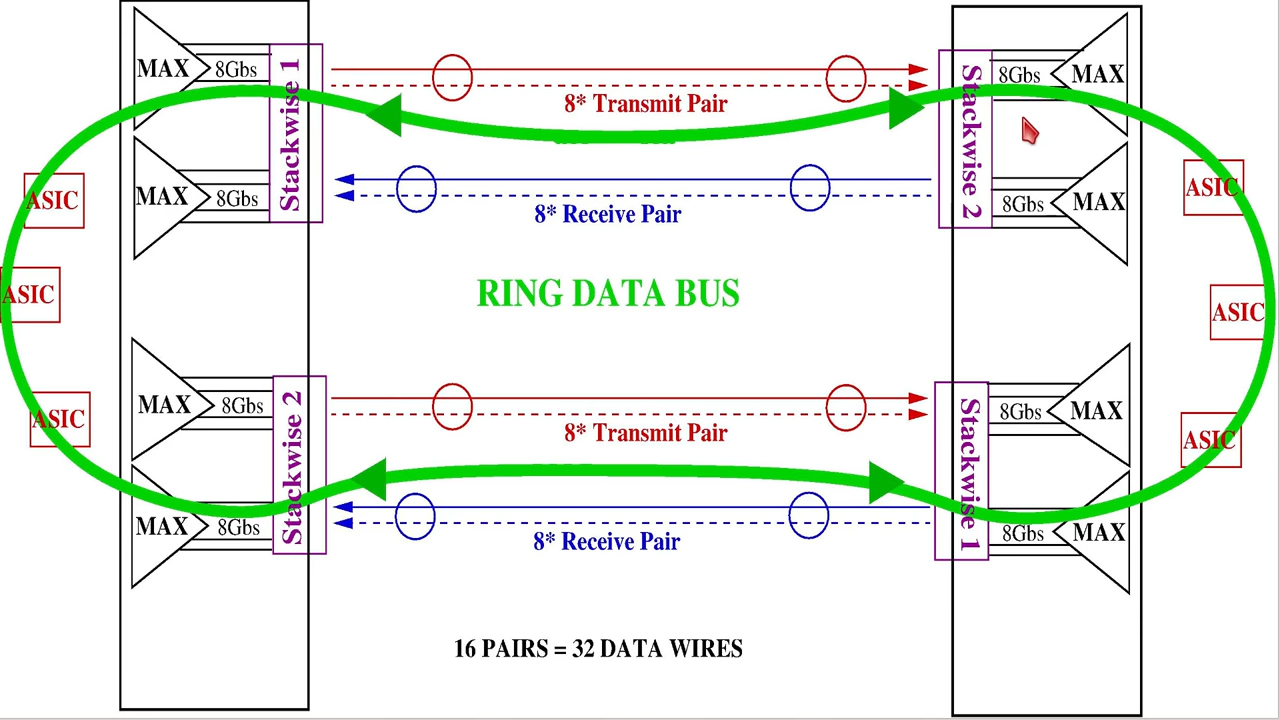 MAX
8Gbs
Stackwise 1
8* Transmit Pair
Stackwise 2
8Gbs
MAX
MAX
8Gbs
8* Receive Pair
8Gbs
MAX
ASIC
ASIC
ASIC
RING DATA BUS
ASIC
ASIC
ASIC
MAX
8Gbs
Stackwise 2
8* Transmit Pair
Stackwise 1
8Gbs
MAX
MAX
8Gbs
8* Receive Pair
8Gbs
MAX
16 PAIRS = 32 DATA WIRES